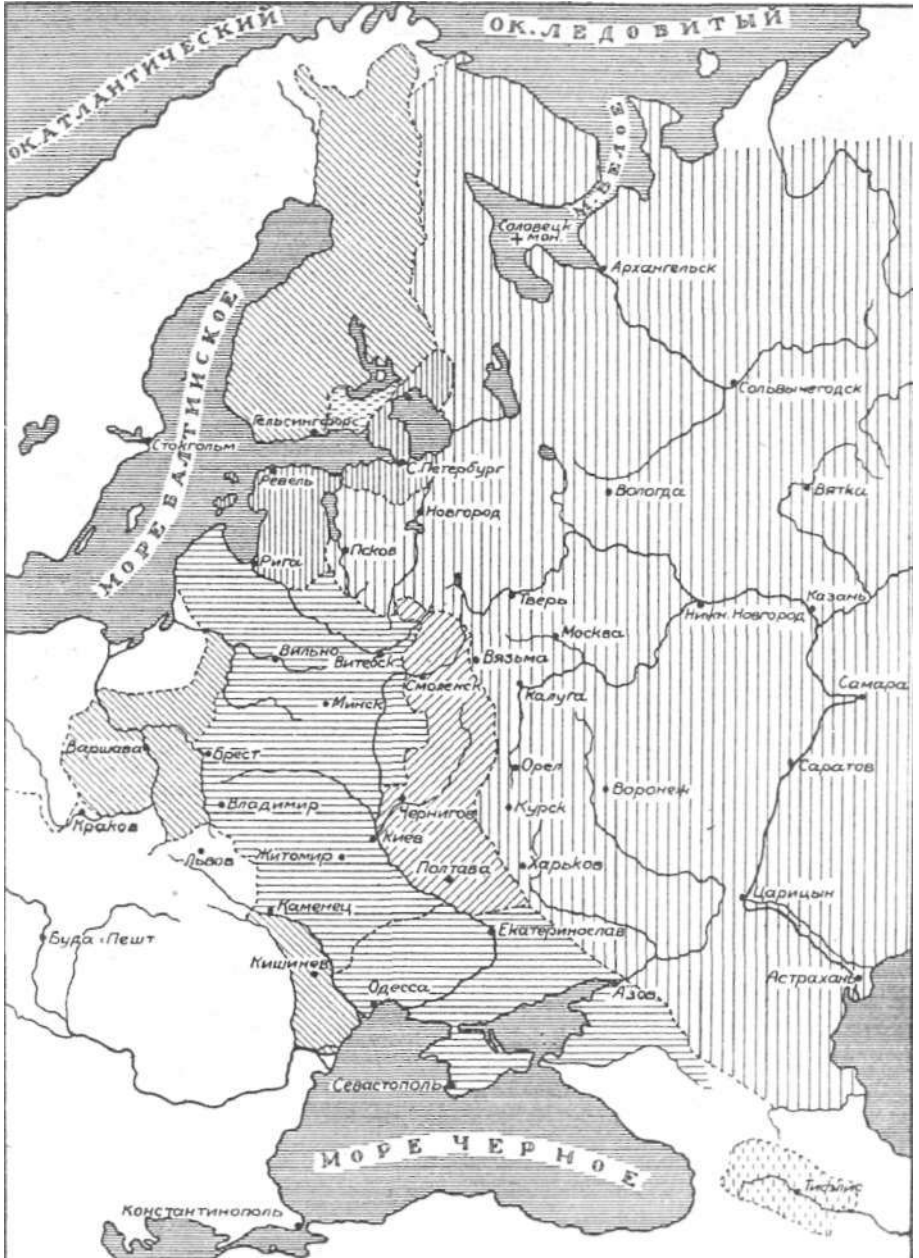 ОК. АТЛАНТИЧЕСКИЙ
ОК. ЛЕДОВИТЫЙ
М. БЕЛОЕ
Соловецк
мон.
Архангельск
Сольвычегодск
МОРЕ БАЛТИЙСКОЕ
Гельсингфорс
Стокгольм
С. Петербург
Ревель
Вологда
Вятка
Новгород
Псков
Рига
Тверь
Нижн. Новгород
Казань
Москва
Вильно
Витебск
Вязьма
Смоленск
Калуга
Самара
Минск
Варшава
Брест
Орел
Саратов
Владимир
Чернигов
Курск
Воронеж
Краков
Киев
Львов
Житомир
Полтава
Харьков
Царицын
Каменец
Екатеринослав
Буда-Пешт
Кишинев
Одесса
Азов
Астрахань
Севастополь
МОРЕ ЧЕРНОЕ
Тифлис
Константинополь